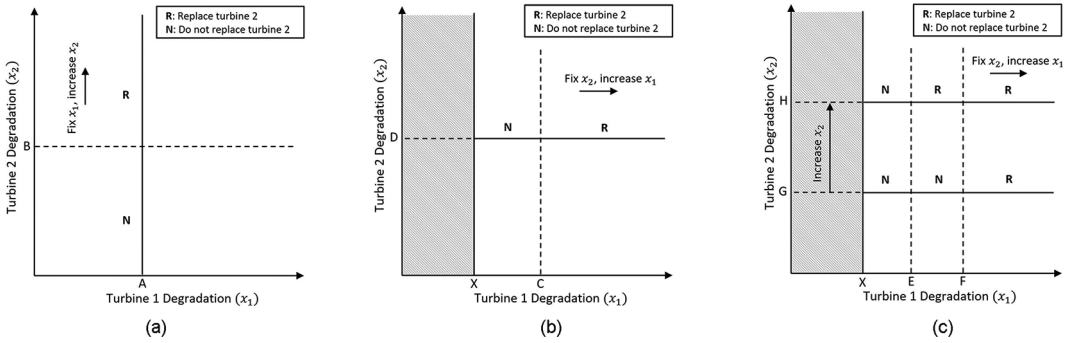 R: Replace turbine 2
N: Do not replace turbine 2
Turbine 2 Degradation (x₂)
Fix x₁, increase x₂
R
B
N
A
Turbine 1 Degradation (x₁)
(a)
R: Replace turbine 2
N: Do not replace turbine 2
Turbine 2 Degradation (x₂)
Fix x₂, increase x₁
N
R
D
X
C
Turbine 1 Degradation (x₁)
(b)
R: Replace turbine 2
N: Do not replace turbine 2
Turbine 2 Degradation (x₂)
Fix x₂, increase x₁
N
R
R
H
Increase x₂
N
N
R
G
X
E
F
Turbine 1 Degradation (x₁)
(c)